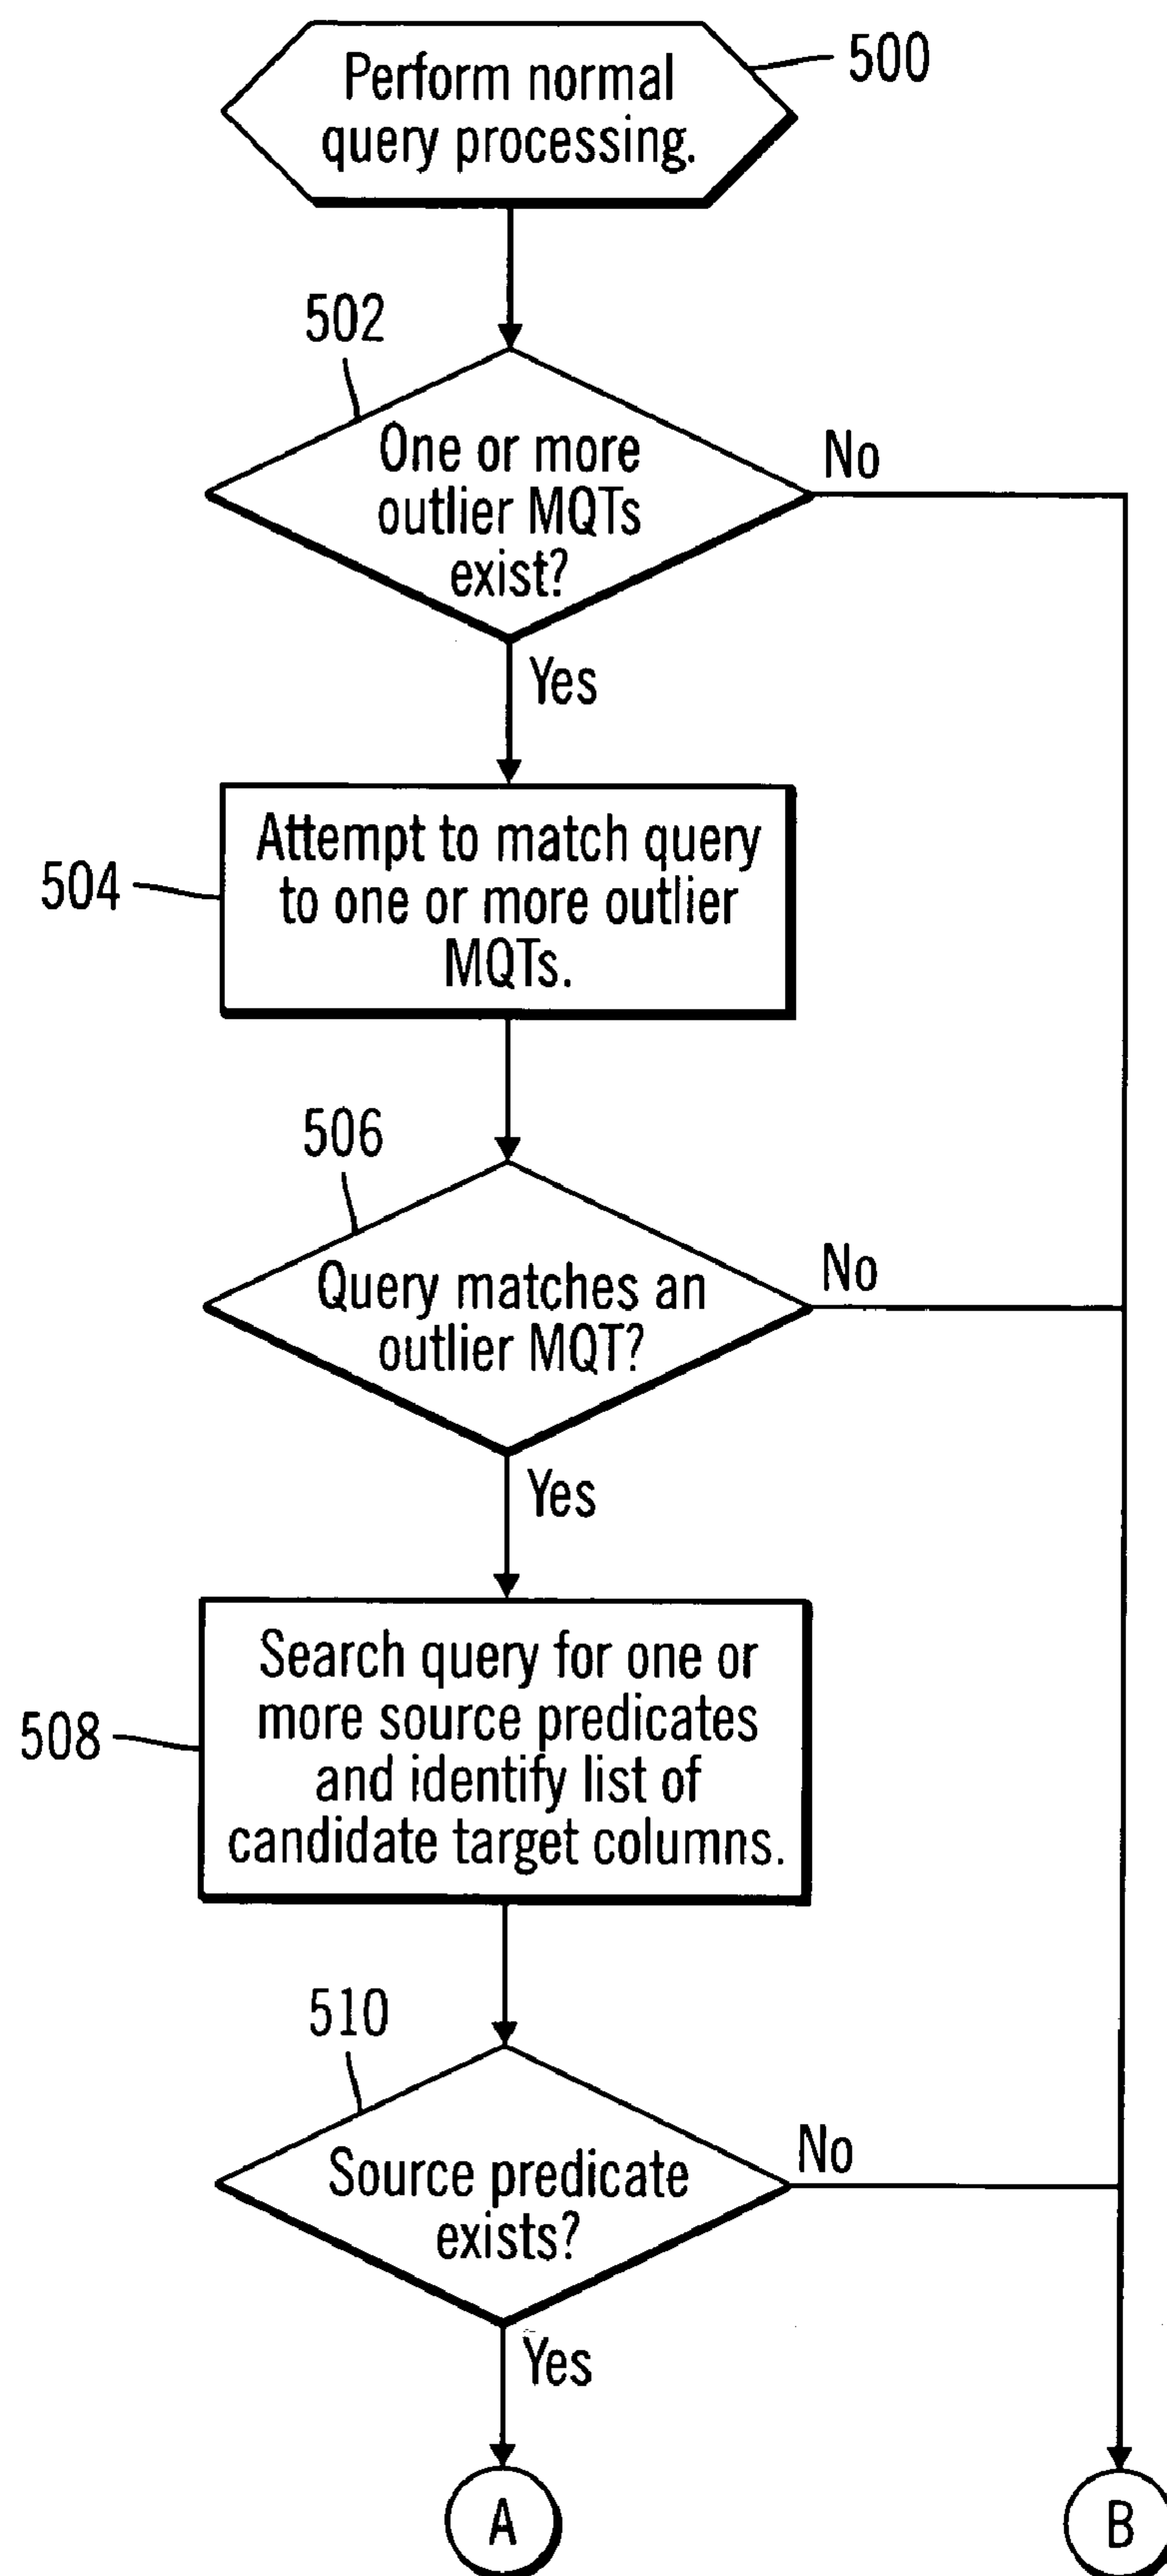 Perform normal
query processing.
500
502
One or more
outlier MQTs
exist?
No
Yes
504
Attempt to match query
to one or more outlier
MQTs.
506
Query matches an
outlier MQT?
No
Yes
508
Search query for one or
more source predicates
and identify list of
candidate target columns.
510
Source predicate
exists?
No
Yes
A
B